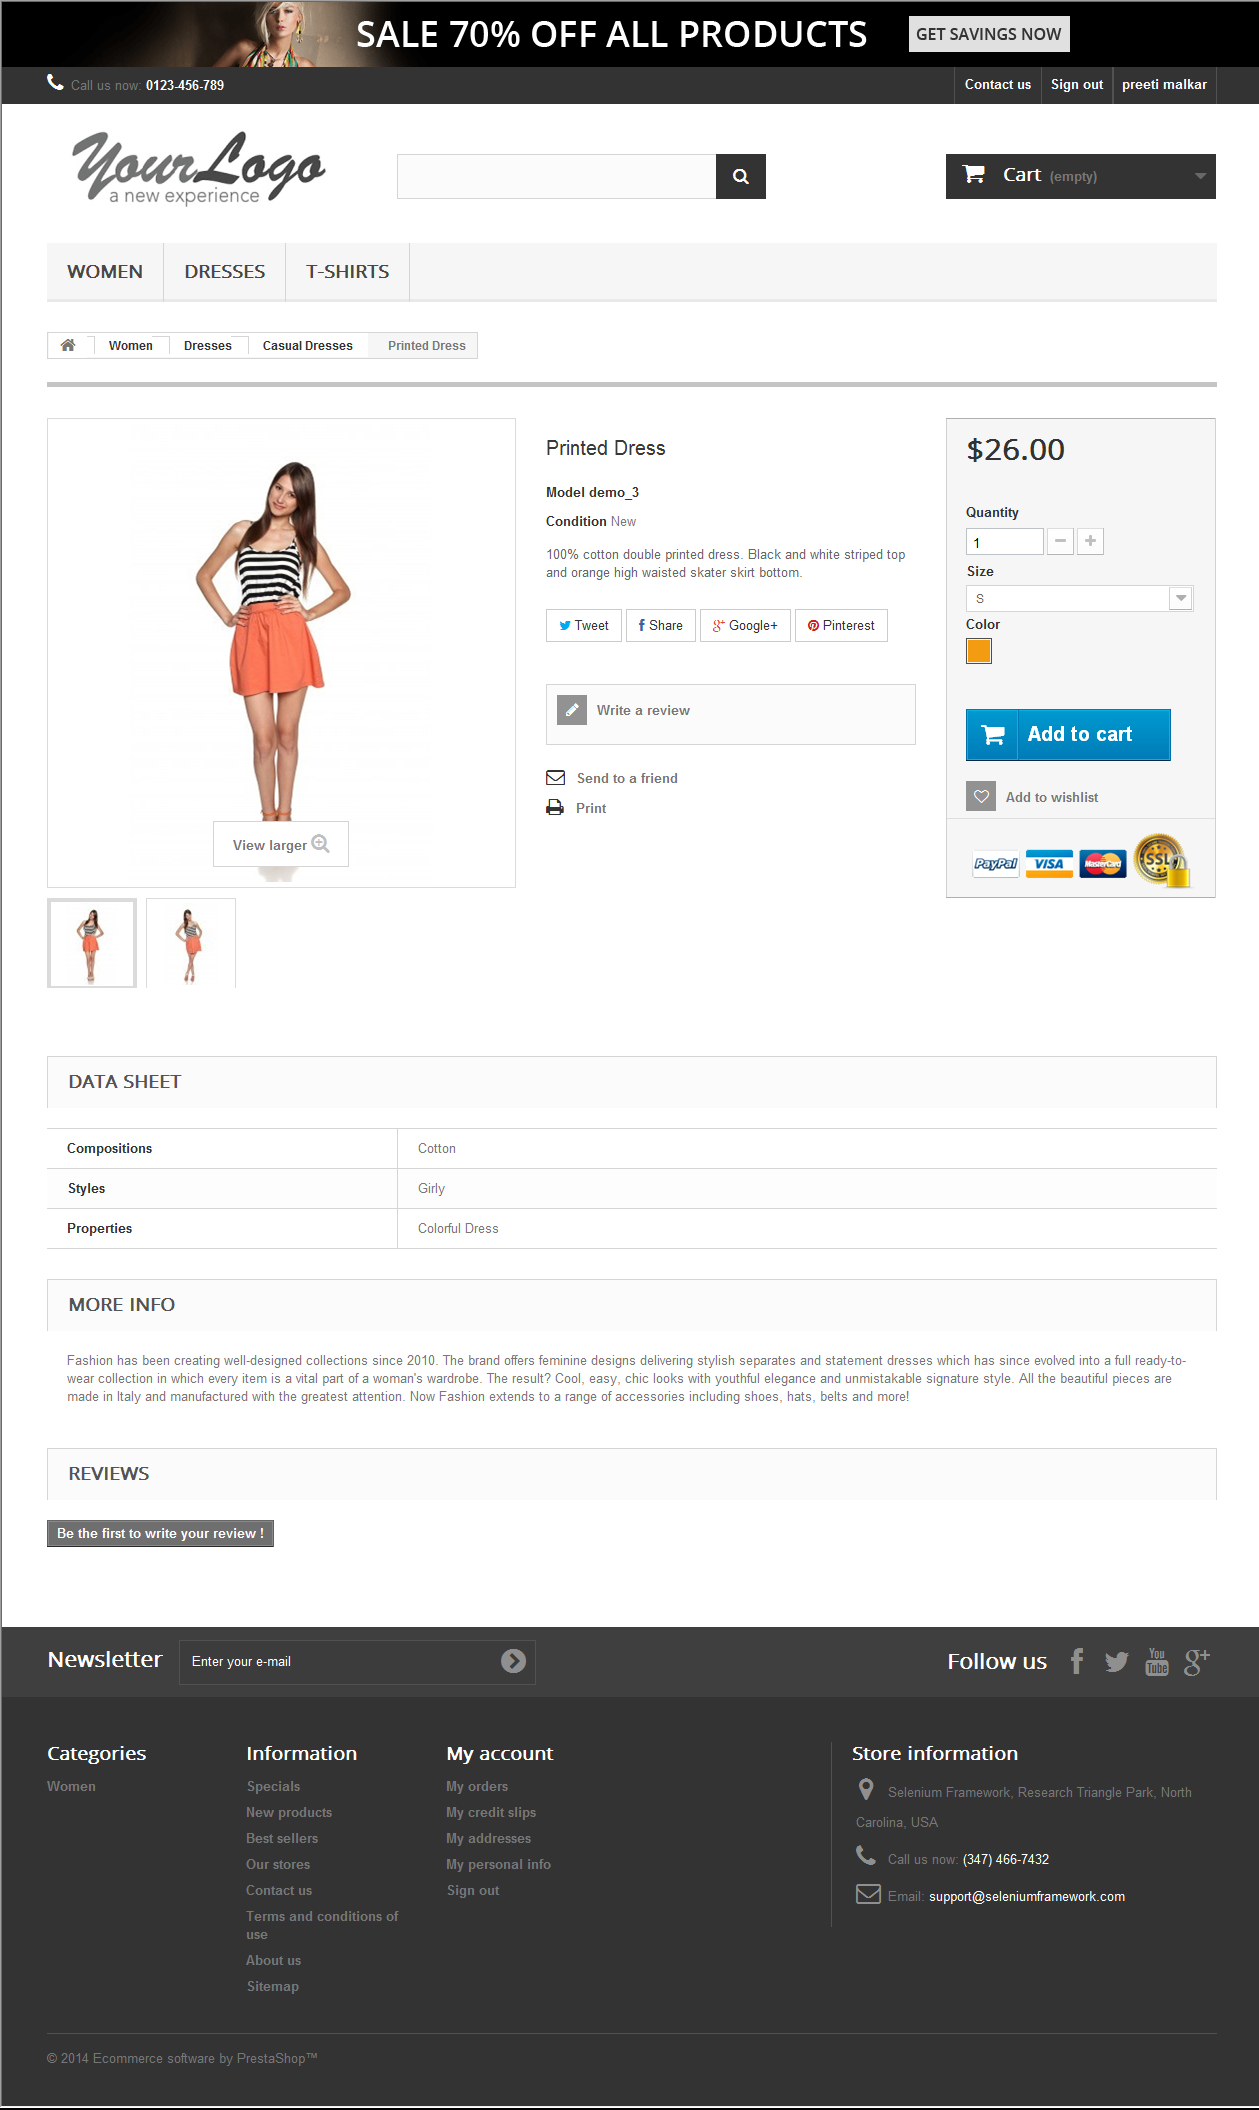 SALE 70% OFF ALL PRODUCTS GET SAVINGS NOW
Call us now: 0123-456-789 Contact us Sign out preeti malkar
YourLogo
a new experience
Cart (empty)
WOMEN DRESSES T-SHIRTS
Women Dresses Casual Dresses Printed Dress
Printed Dress
Model demo_3
Condition New
100% cotton double printed dress. Black and white striped top
and orange high waisted skater skirt bottom.
Tweet Share Google+ Pinterest
Write a review
Send to a friend
Print
View larger
$26.00
Quantity
1
Size
S
Color
Add to cart
Add to wishlist
PayPal VISA MasterCard SSL
DATA SHEET
Compositions Cotton
Styles Girly
Properties Colorful Dress
MORE INFO
Fashion has been creating well-designed collections since 2010. The brand offers feminine designs delivering stylish separates and statement dresses which has since evolved into a full ready-to-
wear collection in which every item is a vital part of a woman's wardrobe. The result? Cool, easy, chic looks with youthful elegance and unmistakable signature style. All the beautiful pieces are
made in Italy and manufactured with the greatest attention. Now Fashion extends to a range of accessories including shoes, hats, belts and more!
REVIEWS
Be the first to write your review !
Newsletter Enter your e-mail Follow us You Tube
Categories
Women
Information
Specials
New products
Best sellers
Our stores
Contact us
Terms and conditions of
use
About us
Sitemap
My account
My orders
My credit slips
My addresses
My personal info
Sign out
Store information
Selenium Framework, Research Triangle Park, North
Carolina, USA
Call us now: (347) 466-7432
Email: support@seleniumframework.com
© 2014 Ecommerce software by PrestaShop™